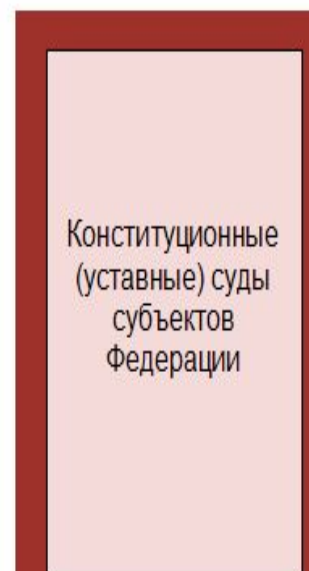 Конституционные
(уставные) суды
субъектов
Федерации